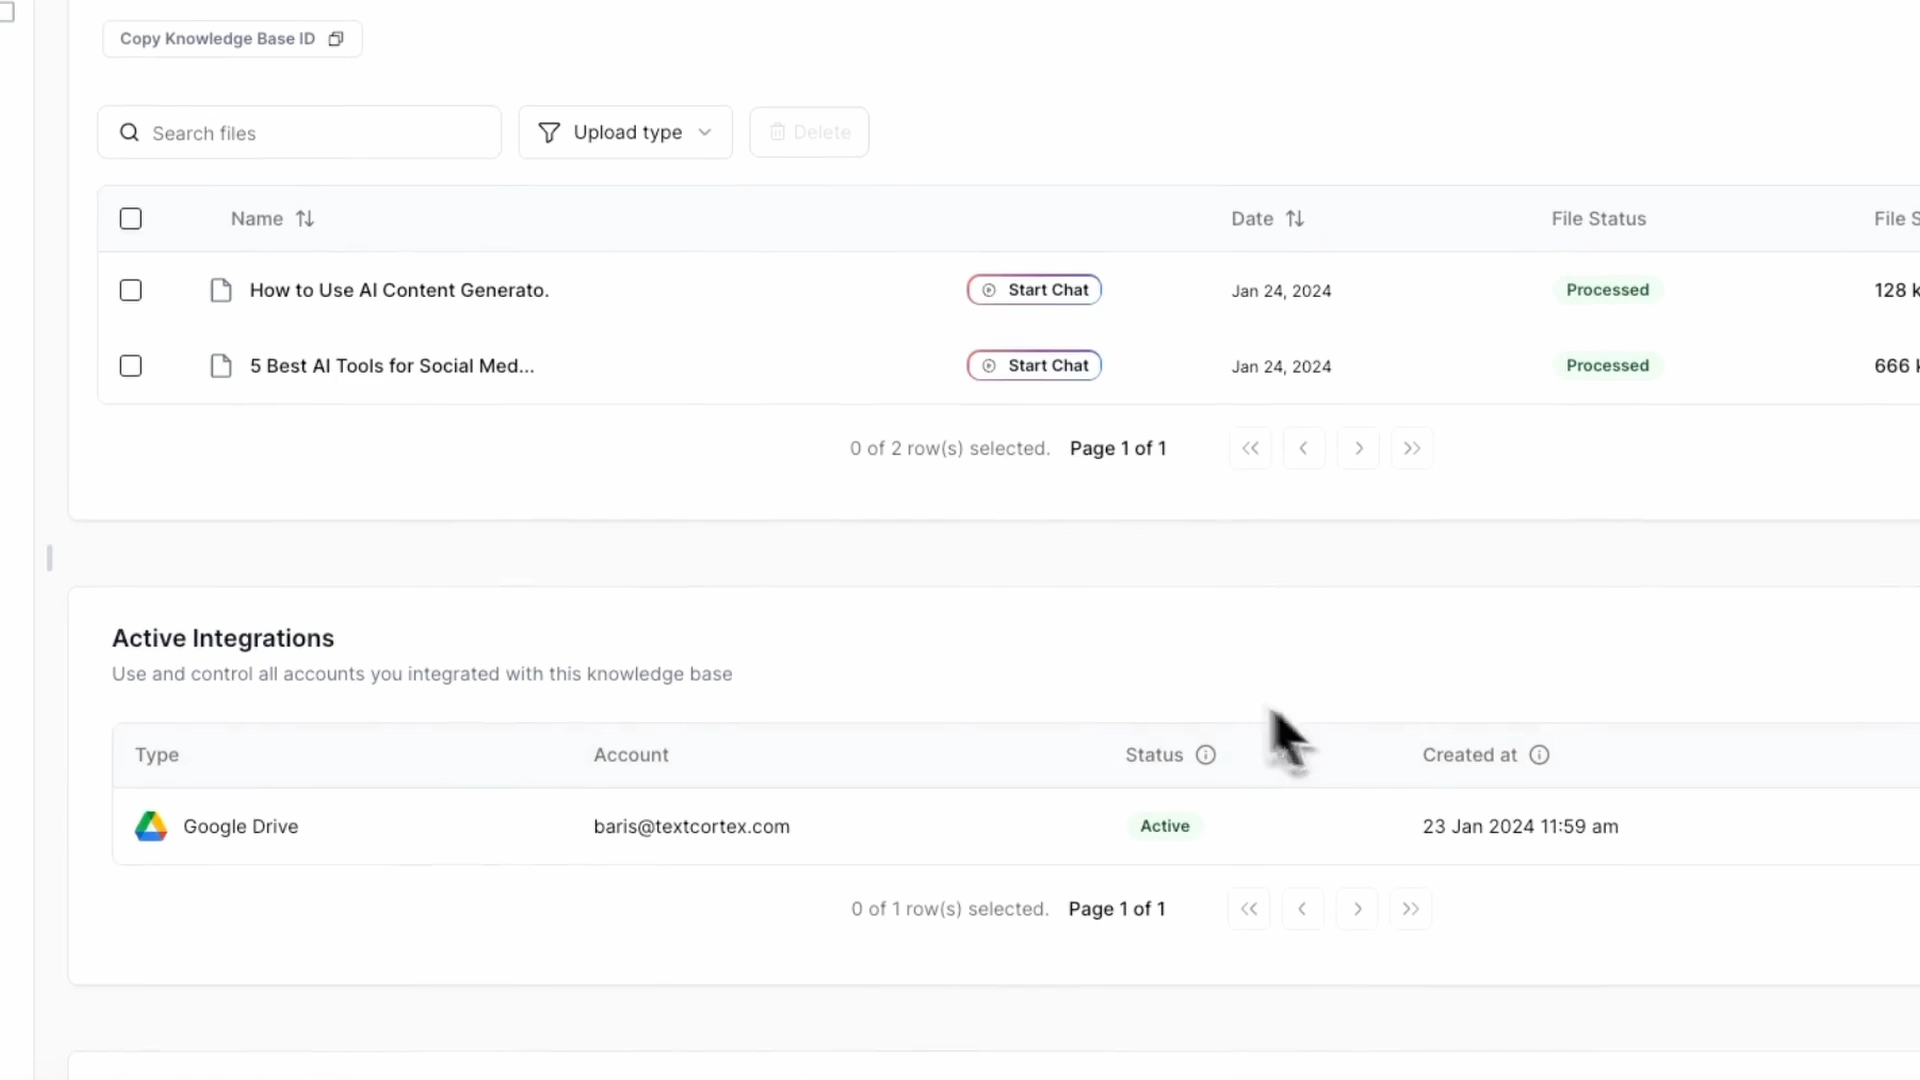 Copy Knowledge Base ID
Search files
Upload type
Delete
Name Date File Status File S
How to Use AI Content Generato. Start Chat Jan 24, 2024 Processed 128 k
5 Best AI Tools for Social Med... Start Chat Jan 24, 2024 Processed 666 k
0 of 2 row(s) selected. Page 1 of 1
Active Integrations
Use and control all accounts you integrated with this knowledge base
Type Account Status Created at
Google Drive baris@textcortex.com Active 23 Jan 2024 11:59 am
0 of 1 row(s) selected. Page 1 of 1